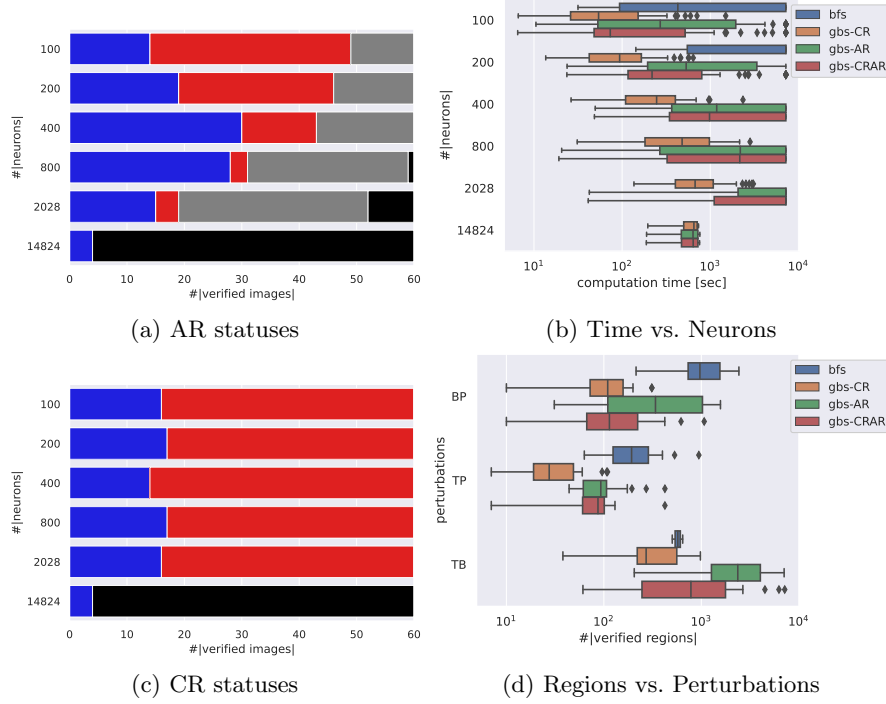 100
200
400
800
2028
14824
#|neurons|
0 10 20 30 40 50 60
#|verified images|
(a) AR statuses
100
200
400
800
2028
14824
#|neurons|
bfs
gbs-CR
gbs-AR
gbs-CRAR
10¹ 10² 10³ 10⁴
computation time [sec]
(b) Time vs. Neurons
100
200
400
800
2028
14824
#|neurons|
0 10 20 30 40 50 60
#|verified images|
(c) CR statuses
BP
TP
TB
perturbations
bfs
gbs-CR
gbs-AR
gbs-CRAR
10¹ 10² 10³ 10⁴
#|verified regions|
(d) Regions vs. Perturbations